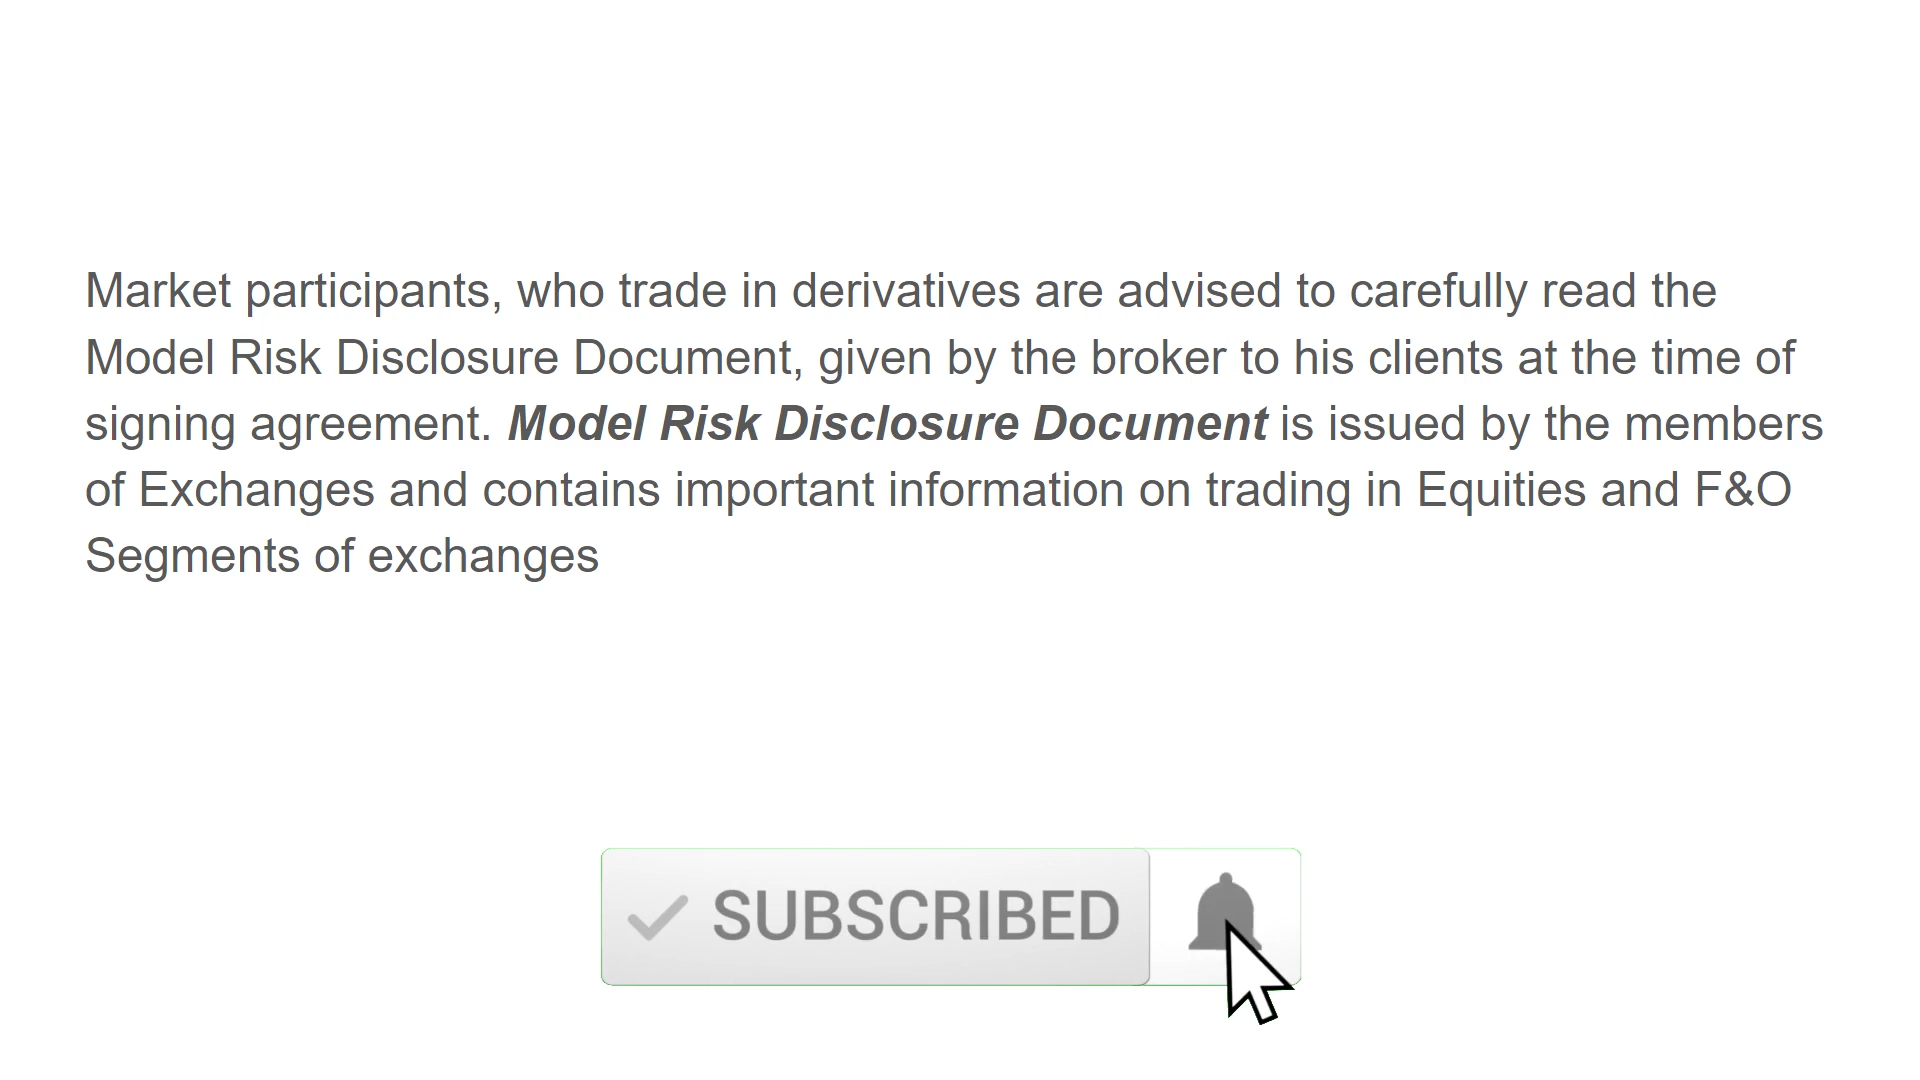 Market participants, who trade in derivatives are advised to carefully read the
Model Risk Disclosure Document, given by the broker to his clients at the time of
signing agreement. Model Risk Disclosure Document is issued by the members
of Exchanges and contains important information on trading in Equities and F&O
Segments of exchanges
SUBSCRIBED